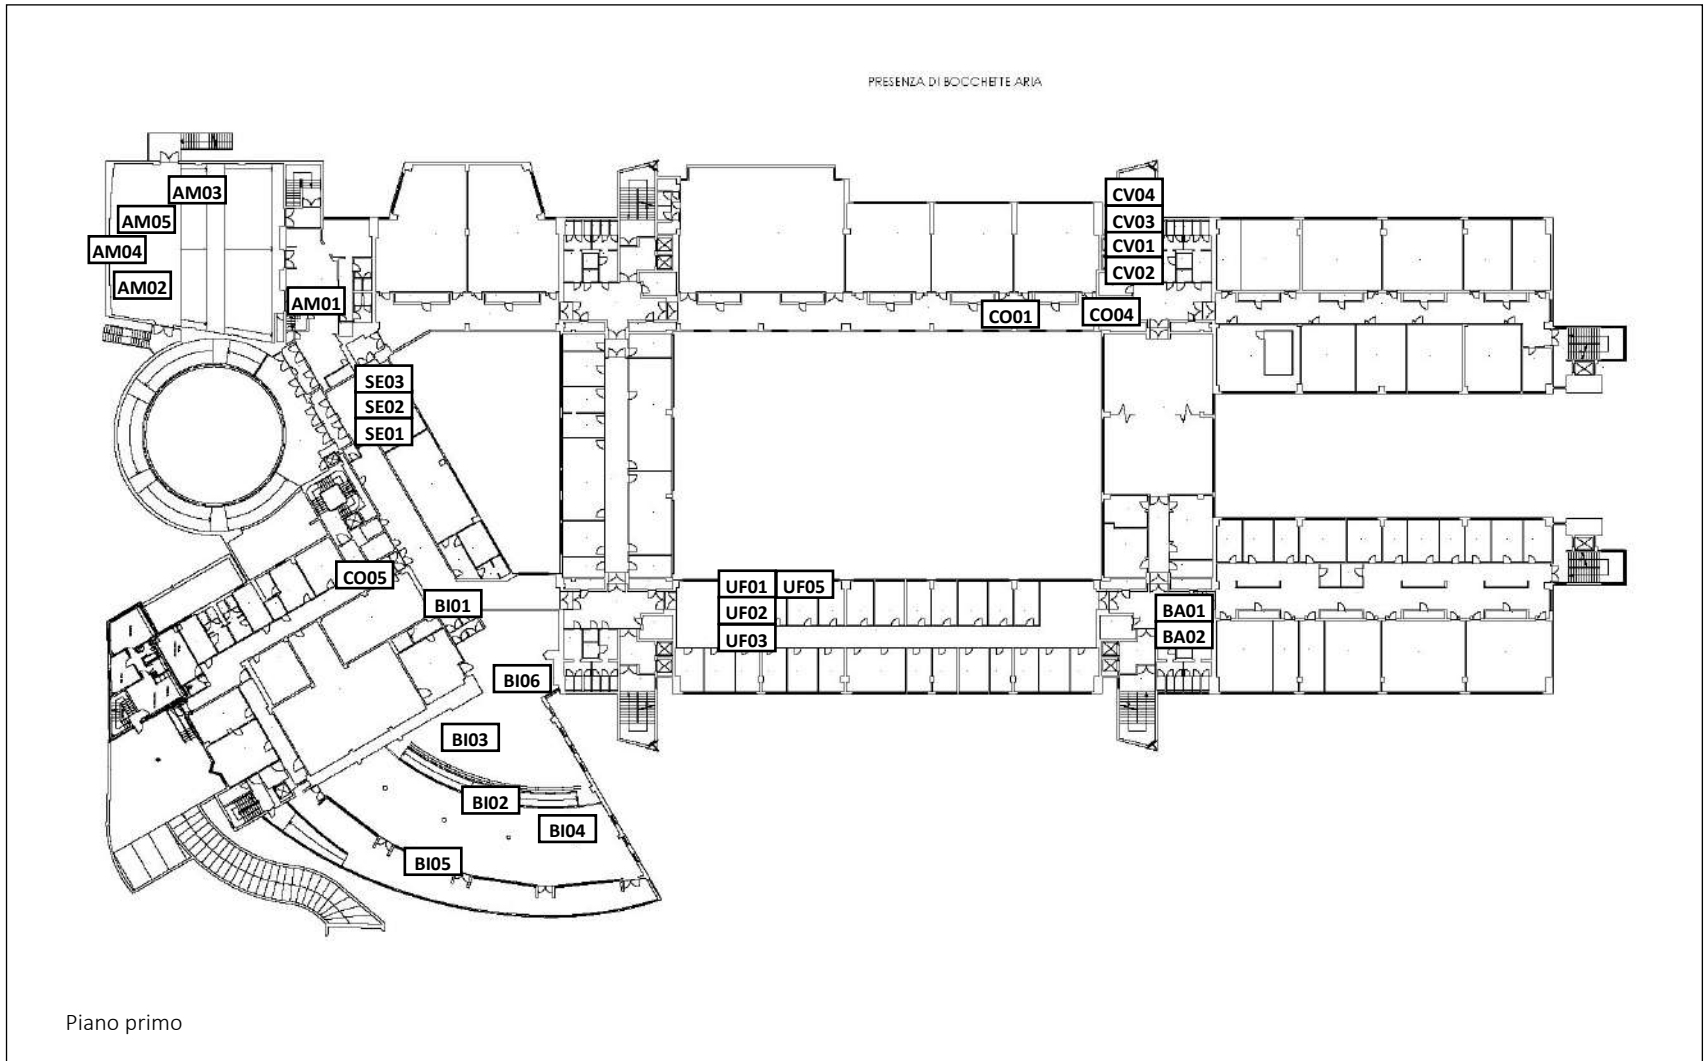 PRESENZA DI BOCCHETTE ARIA
AM03
AM05
AM04
AM02
AM01
CV04
CV03
CV01
CV02
CO01
CO04
SE03
SE02
SE01
CO05
BI01
UF01 UF05
UF02
UF03
BA01
BA02
BI06
BI03
BI02
BI04
BI05
Piano primo